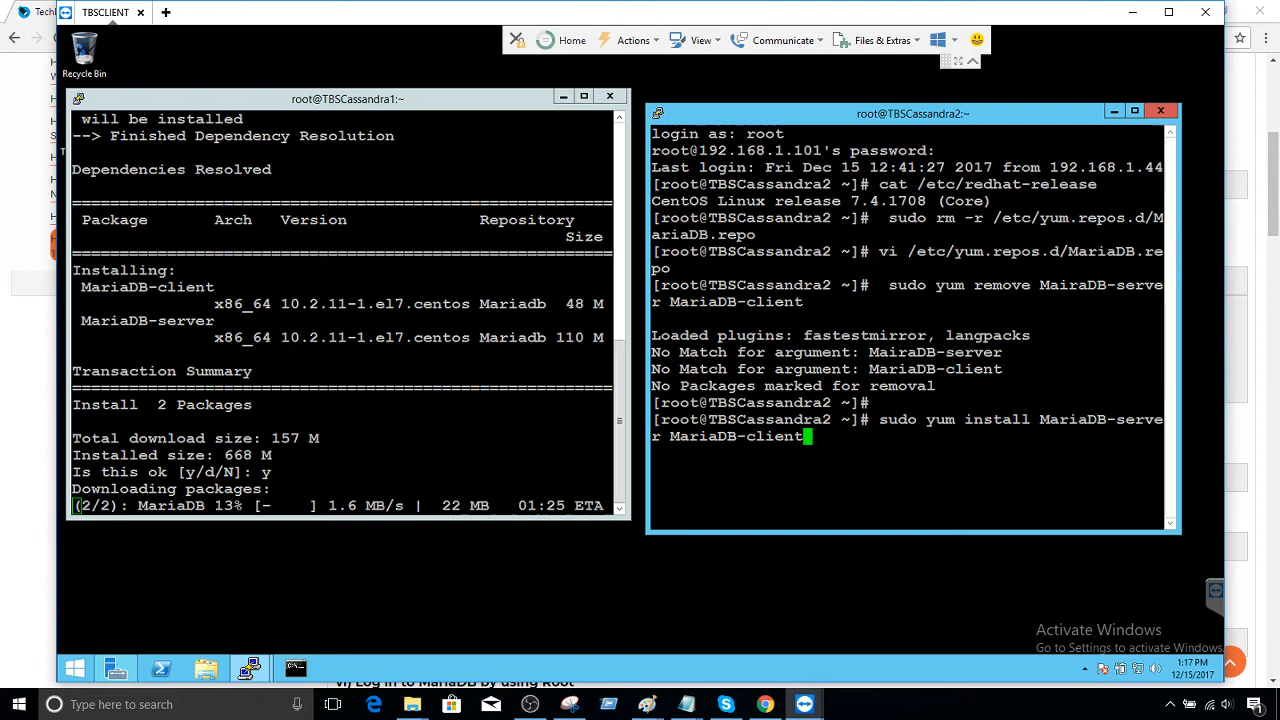 Techl
TBSCLIENT
Home
Actions
View
Communicate
Files & Extras
Recycle Bin
root@TBSCassandra1:~
will be installed
--> Finished Dependency Resolution
Dependencies Resolved
Package Arch Version Repository
Size
Installing:
MariaDB-client
x86_64 10.2.11-1.el7.centos Mariadb 48 M
MariaDB-server
x86_64 10.2.11-1.el7.centos Mariadb 110 M
Transaction Summary
Install 2 Packages
Total download size: 157 M
Installed size: 668 M
Is this ok [y/d/N]: y
Downloading packages:
(2/2): MariaDB 13% [- ] 1.6 MB/s | 22 MB 01:25 ETA
root@TBSCassandra2:~
login as: root
root@192.168.1.101's password:
Last login: Fri Dec 15 12:41:27 2017 from 192.168.1.44
[root@TBSCassandra2 ~]# cat /etc/redhat-release
CentOS Linux release 7.4.1708 (Core)
[root@TBSCassandra2 ~]# sudo rm -r /etc/yum.repos.d/M
ariaDB.repo
[root@TBSCassandra2 ~]# vi /etc/yum.repos.d/MariaDB.re
po
[root@TBSCassandra2 ~]# sudo yum remove MairaDB-serve
r MariaDB-client
Loaded plugins: fastestmirror, langpacks
No Match for argument: MairaDB-server
No Match for argument: MariaDB-client
No Packages marked for removal
[root@TBSCassandra2 ~]#
[root@TBSCassandra2 ~]# sudo yum install MariaDB-serve
r MariaDB-client
Activate Windows
Go to Settings to activate Windows.
1:17 PM
12/15/2017
vi) Log in to MariaDB by using Root
Type here to search